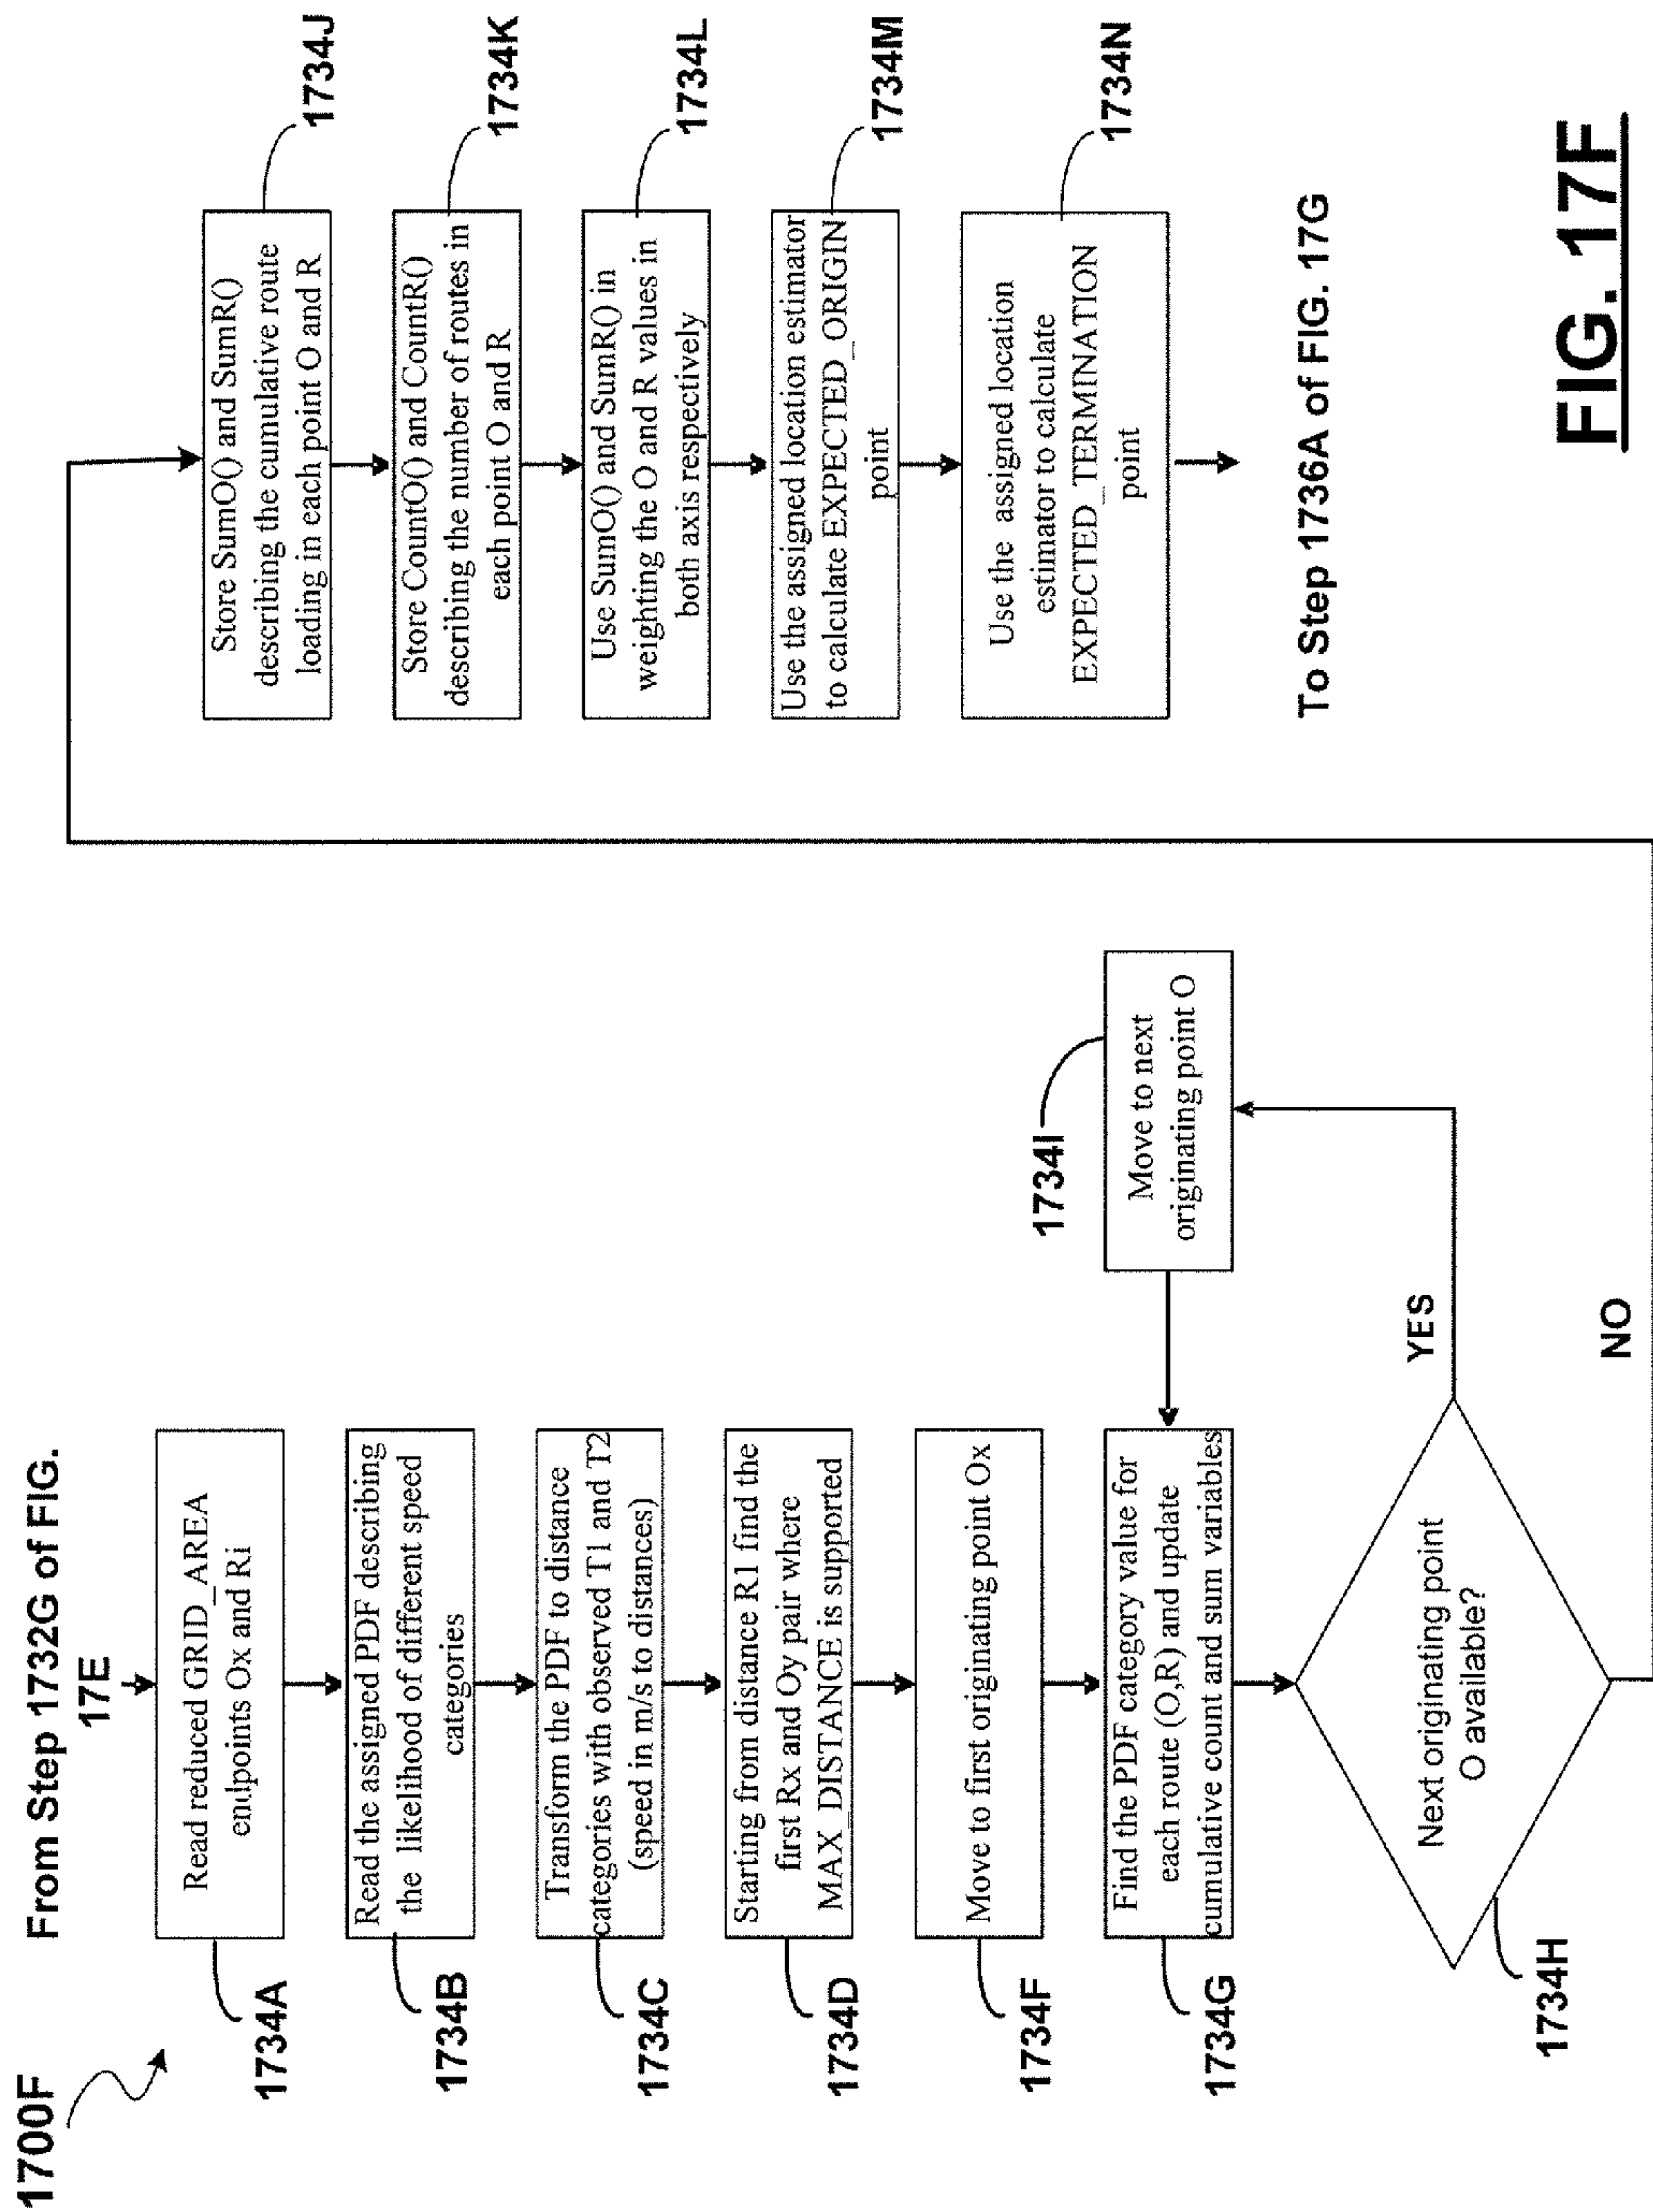 1700F
From Step 1732G of FIG.
17E
Read reduced GRID_AREA
endpoints Ox and Ri
1734A
Read the assigned PDF describing
the likelihood of different speed
categories
1734B
Transform the PDF to distance
categories with observed T1 and T2
(speed in m/s to distances)
1734C
Starting from distance R1 find the
first Rx and Oy pair where
MAX_DISTANCE is supported
1734D
Move to first originating point Ox
1734F
Find the PDF category value for
each route (O,R) and update
cumulative count and sum variables
1734G
Next originating point
O available?
1734H
YES
NO
Move to next
originating point O
1734I
Store SumO() and SumR()
describing the cumulative route
loading in each point O and R
1734J
Store CountO() and CountR()
describing the number of routes in
each point O and R
1734K
Use SumO() and SumR() in
weighting the O and R values in
both axis respectively
1734L
Use the assigned location estimator
to calculate EXPECTED_ORIGIN
point
1734M
Use the assigned location
estimator to calculate
EXPECTED_TERMINATION
point
1734N
To Step 1736A of FIG. 17G
FIG. 17F